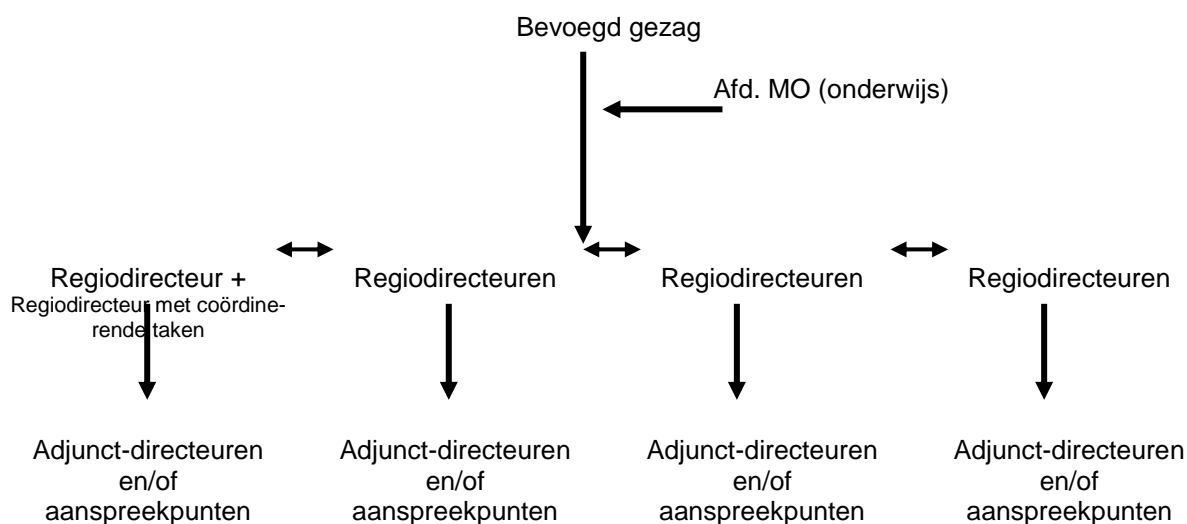 Bevoegd gezag
Afd. MO (onderwijs)
Regiodirecteur +
Regiodirecteur met coördine-
rende taken
Regiodirecteuren
Regiodirecteuren
Regiodirecteuren
Adjunct-directeuren
en/of
aanspreekpunten
Adjunct-directeuren
en/of
aanspreekpunten
Adjunct-directeuren
en/of
aanspreekpunten
Adjunct-directeuren
en/of
aanspreekpunten